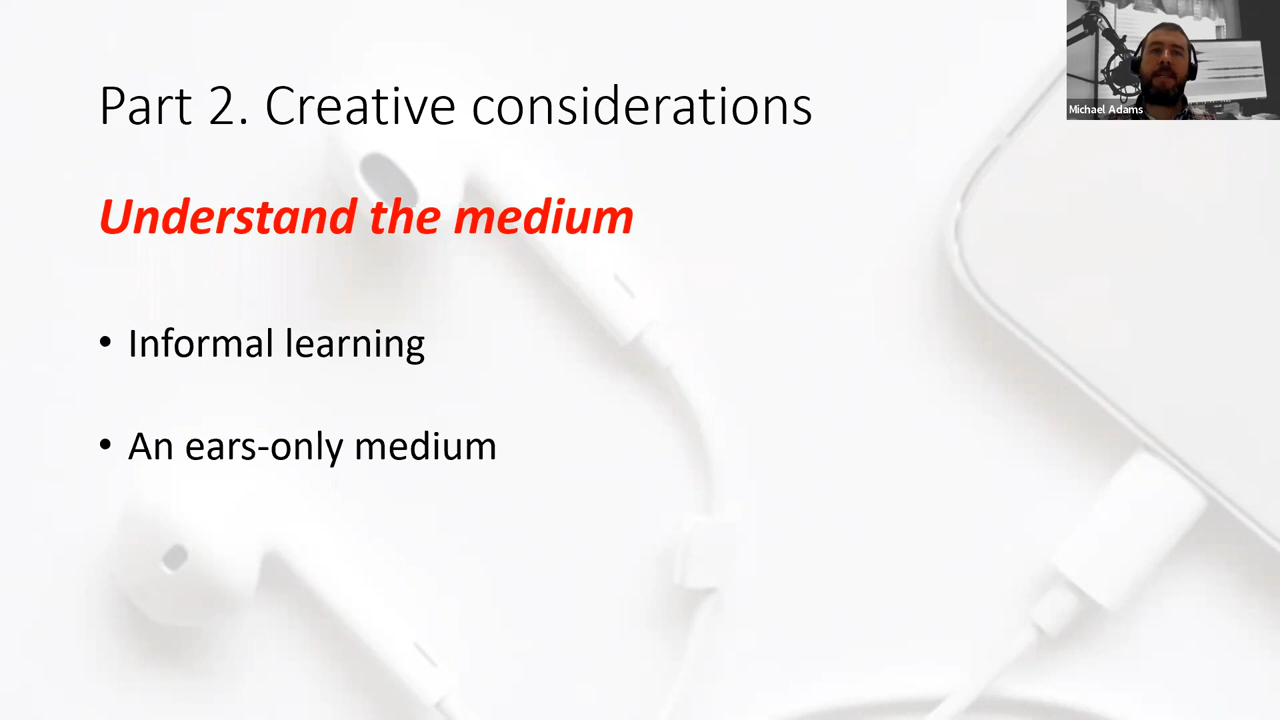 Part 2. Creative considerations
Understand the medium
• Informal learning
• An ears-only medium
Michael Adams